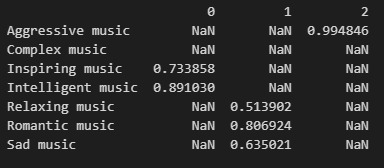 0 1 2
Aggressive music NaN NaN 0.994846
Complex music NaN NaN NaN
Inspiring music 0.733858 NaN NaN
Intelligent music 0.891030 NaN NaN
Relaxing music NaN 0.513902 NaN
Romantic music NaN 0.806924 NaN
Sad music NaN 0.635021 NaN